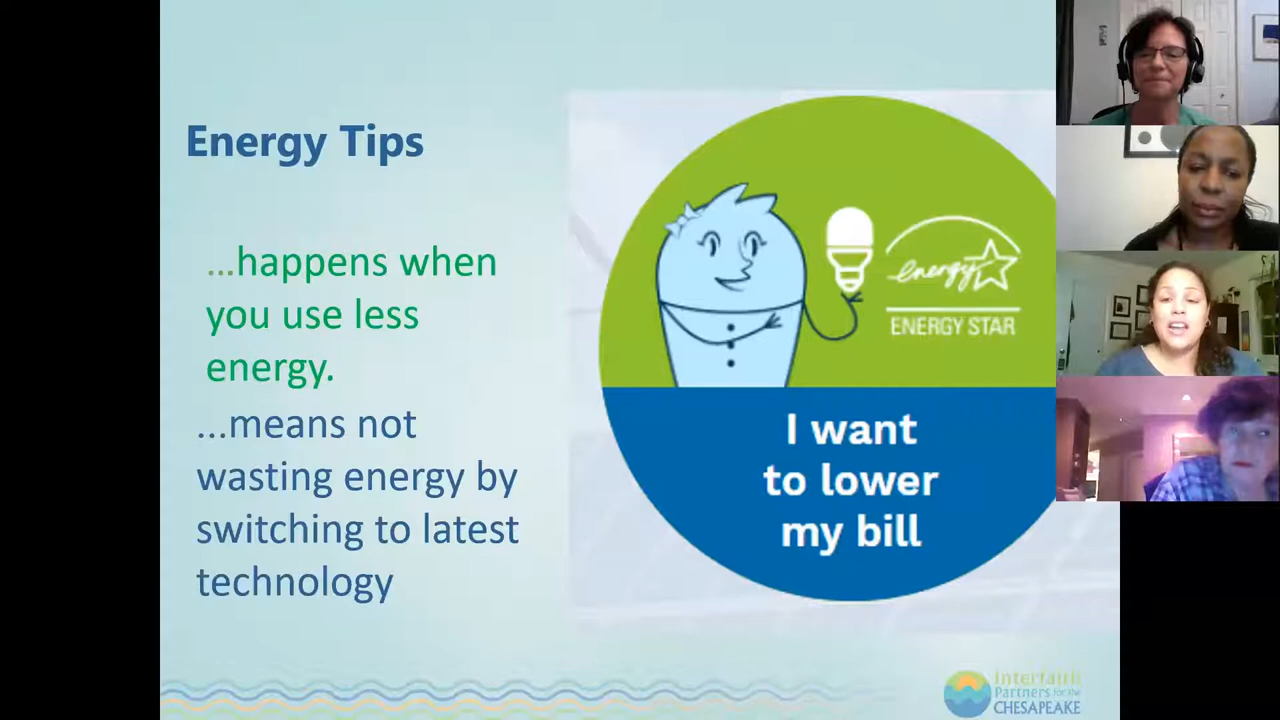 Energy Tips
...happens when
you use less
energy.
...means not
wasting energy by
switching to latest
technology
energy
ENERGY STAR
I want
to lower
my bill
Interfaith
Partners for the
CHESAPEAKE